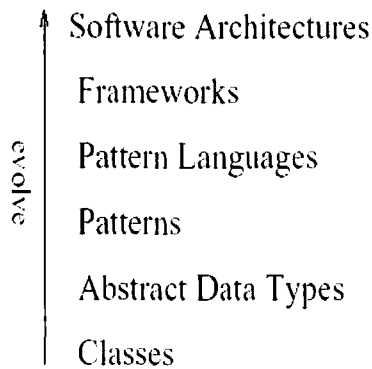 Software Architectures
Frameworks
Pattern Languages
evolve
Patterns
Abstract Data Types
Classes